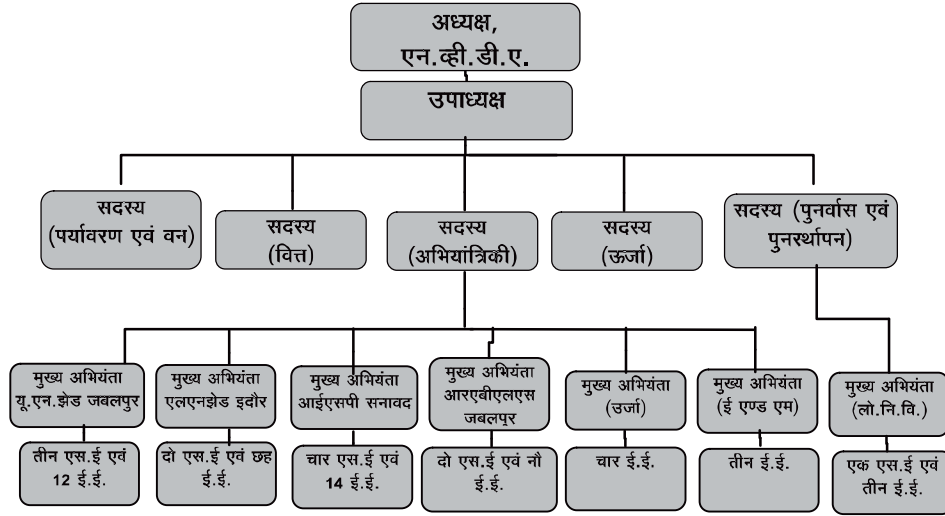 अध्यक्ष,
एन.व्ही.डी.ए.
उपाध्यक्ष
सदस्य
(पर्यावरण एवं वन)
सदस्य
(वित्त)
सदस्य
(अभियांत्रिकी)
सदस्य
(ऊर्जा)
सदस्य (पुनर्वास एवं
पुनर्स्थापन)
मुख्य अभियंता
यू.एन.झेड जबलपुर
मुख्य अभियंता
एलएनझेड इदौर
मुख्य अभियंता
आईएसपी सनावद
मुख्य अभियंता
आरएबीएलएस
जबलपुर
मुख्य अभियंता
(उर्जा)
मुख्य अभियंता
(ई एण्ड एम)
मुख्य अभियंता
(लो.नि.वि.)
तीन एस.ई एवं
12 ई.ई.
दो एस.ई एवं छह
ई.ई.
चार एस.ई एवं
14 ई.ई.
दो एस.ई एवं नौ
ई.ई.
चार ई.ई.
तीन ई.ई.
एक एस.ई एवं
तीन ई.ई.